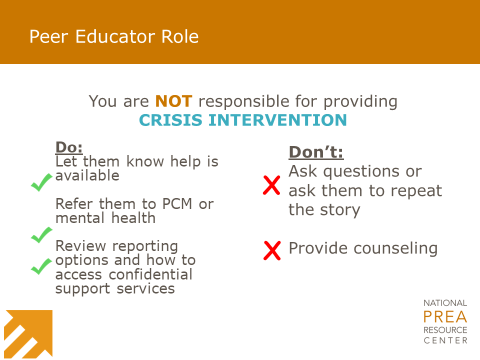 Peer Educator Role
You are NOT responsible for providing
CRISIS INTERVENTION
Do:
Let them know help is
available
Refer them to PCM or
mental health
Review reporting
options and how to
access confidential
support services
Don’t:
Ask questions or
ask them to repeat
the story
Provide counseling
NATIONAL
PREA
RESOURCE
CENTER